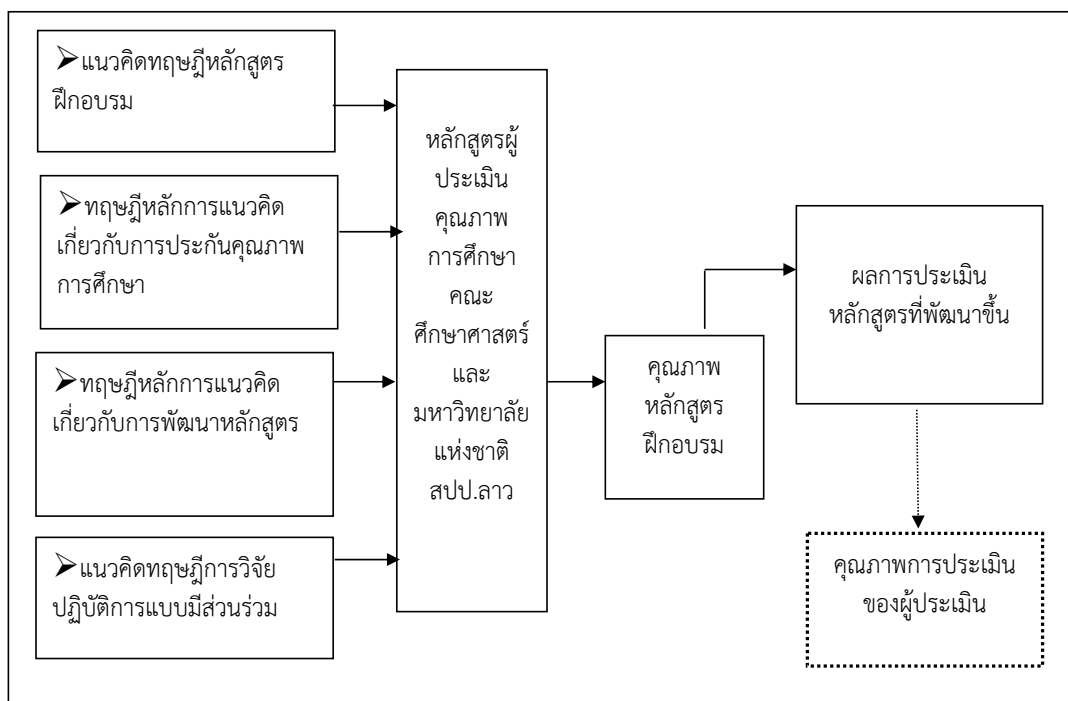 ➢แนวคิดทฤษฎีหลักสูตร
ฝึกอบรม
➢ทฤษฎีหลักการแนวคิด
เกี่ยวกับการประกันคุณภาพ
การศึกษา
➢ทฤษฎีหลักการแนวคิด
เกี่ยวกับการพัฒนาหลักสูตร
➢แนวคิดทฤษฎีการวิจัย
ปฏิบัติการแบบมีส่วนร่วม
หลักสูตรผู้
ประเมิน
คุณภาพ
การศึกษา
คณะ
ศึกษาศาสตร์
และ
มหาวิทยาลัย
แห่งชาติ
สปป.ลาว
คุณภาพ
หลักสูตร
ฝึกอบรม
ผลการประเมิน
หลักสูตรที่พัฒนาขึ้น
คุณภาพการประเมิน
ของผู้ประเมิน